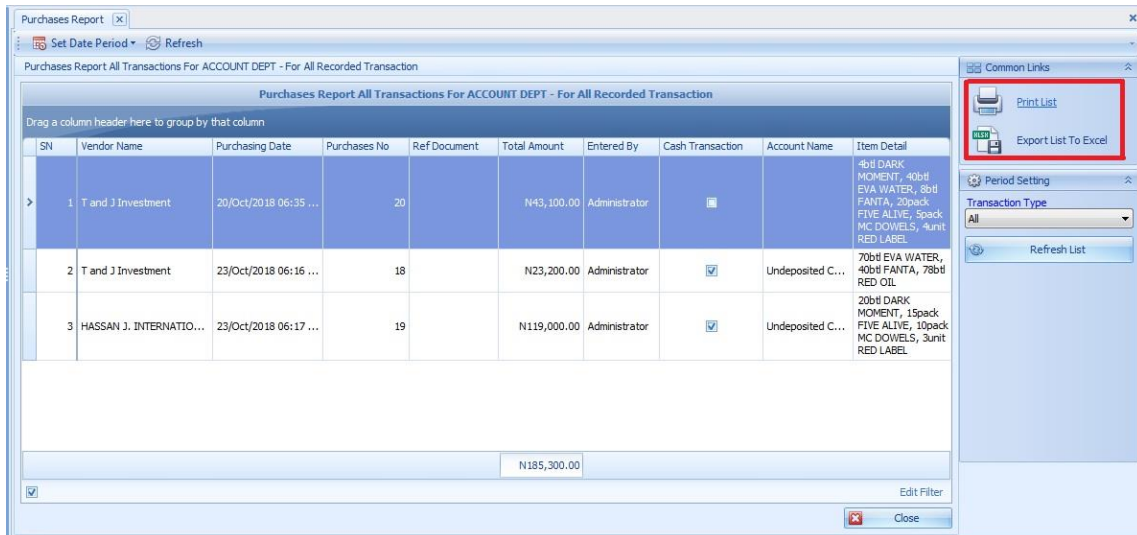 Purchases Report
Set Date Period Refresh
Purchases Report All Transactions For ACCOUNT DEPT - For All Recorded Transaction
Purchases Report All Transactions For ACCOUNT DEPT - For All Recorded Transaction
Drag a column header here to group by that column
SN Vendor Name Purchasing Date Purchases No Ref Document Total Amount Entered By Cash Transaction Account Name Item Detail
1 T and J Investment 20/Oct/2018 06:35 ... 20 N43,100.00 Administrator
4btl DARK
MOMENT, 40btl
EVA WATER, 8btl
FANTA, 20pack
FIVE ALIVE, 5pack
MC DOWELS, 4unit
RED LABEL
2 T and J Investment 23/Oct/2018 06:16 ... 18 N23,200.00 Administrator Undeposited C...
70btl EVA WATER,
40btl FANTA, 78btl
RED OIL
3 HASSAN J. INTERNATIO... 23/Oct/2018 06:17 ... 19 N119,000.00 Administrator Undeposited C...
20btl DARK
MOMENT, 15pack
FIVE ALIVE, 10pack
MC DOWELS, 3unit
RED LABEL
N185,300.00
Edit Filter
Close
Common Links
Print List
XLSX
Export List To Excel
Period Setting
Transaction Type
All
Refresh List